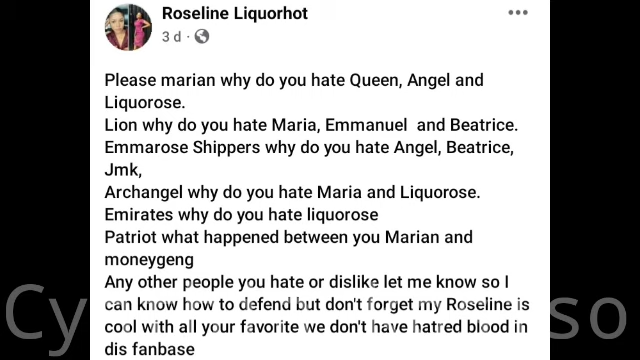 Roseline Liquorhot
3 d
Please marian why do you hate Queen, Angel and
Liquorose.
Lion why do you hate Maria, Emmanuel and Beatrice.
Emmarose Shippers why do you hate Angel, Beatrice,
Jmk,
Archangel why do you hate Maria and Liquorose.
Emirates why do you hate liquorose
Patriot what happened between you Marian and
moneygeng
Any other people you hate or dislike let me know so I
can know how to defend but don't forget my Roseline is
cool with all your favorite we don't have hatred blood in
dis fanbase